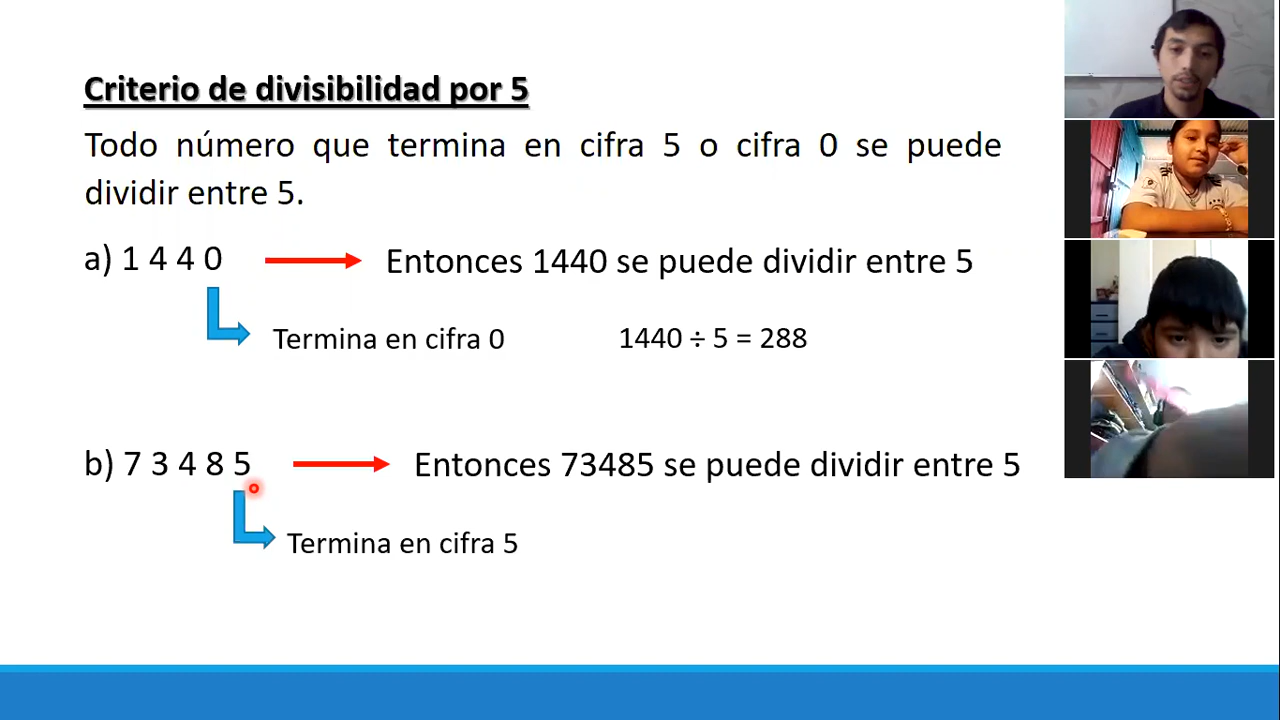 Criterio de divisibilidad por 5
Todo número que termina en cifra 5 o cifra 0 se puede
dividir entre 5.
a) 1 4 4 0 Entonces 1440 se puede dividir entre 5
Termina en cifra 0 1440 ÷ 5 = 288
b) 7 3 4 8 5 Entonces 73485 se puede dividir entre 5
Termina en cifra 5